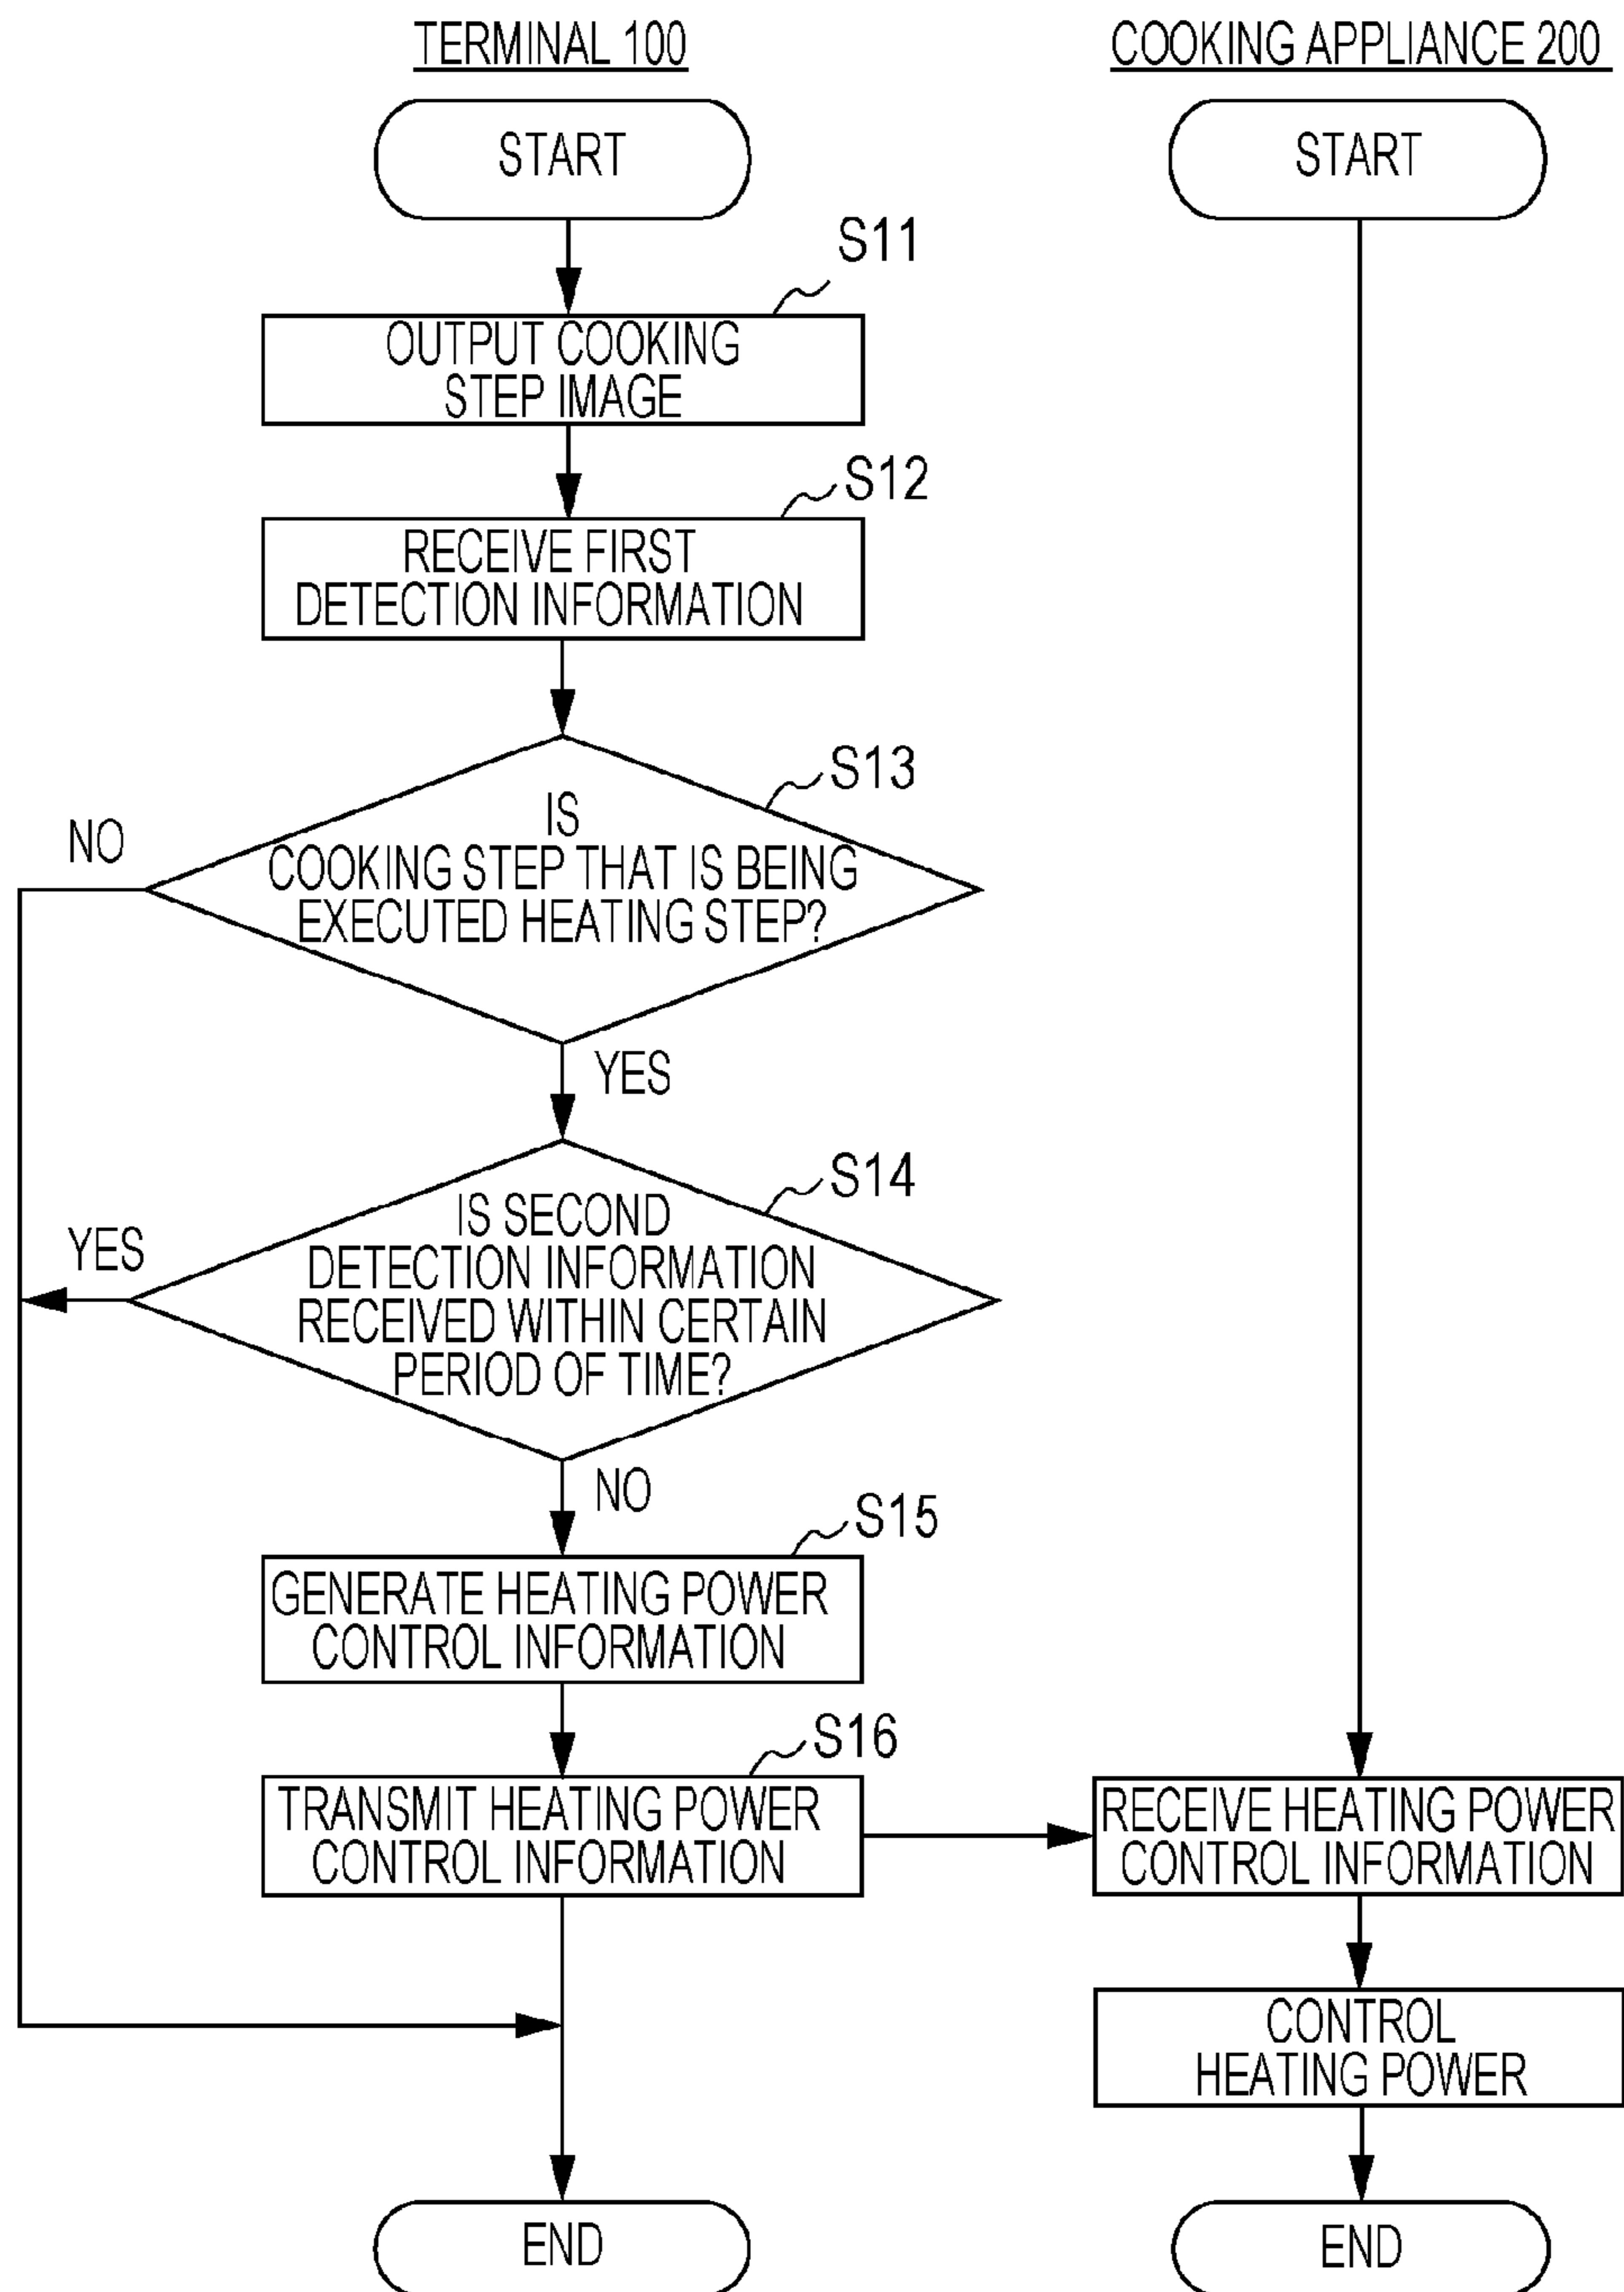 TERMINAL 100
COOKING APPLIANCE 200
START
START
S11
OUTPUT COOKING
STEP IMAGE
S12
RECEIVE FIRST
DETECTION INFORMATION
S13
IS
COOKING STEP THAT IS BEING
EXECUTED HEATING STEP?
NO
YES
S14
IS SECOND
DETECTION INFORMATION
RECEIVED WITHIN CERTAIN
PERIOD OF TIME?
YES
NO
S15
GENERATE HEATING POWER
CONTROL INFORMATION
S16
TRANSMIT HEATING POWER
CONTROL INFORMATION
RECEIVE HEATING POWER
CONTROL INFORMATION
CONTROL
HEATING POWER
END
END